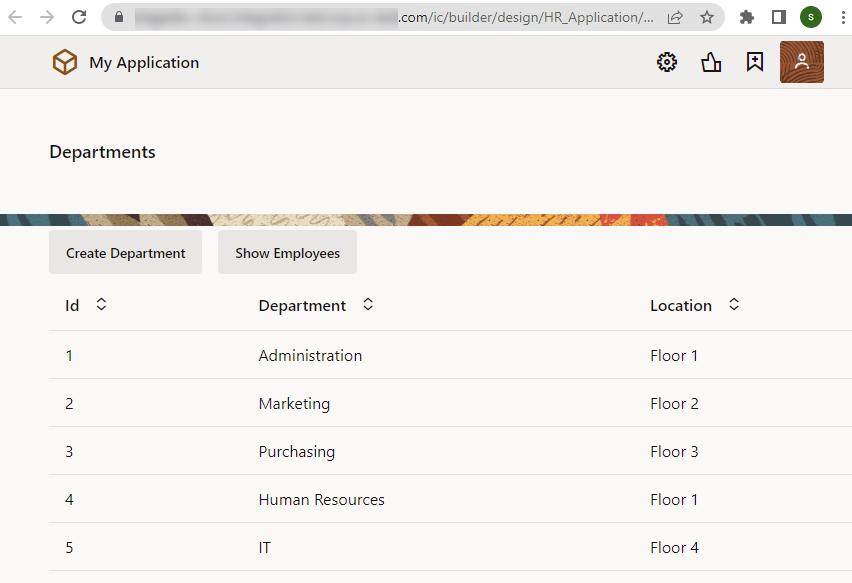 .com/ic/builder/design/HR_Application/...
S
My Application
Departments
Create Department Show Employees
Id Department Location
1 Administration Floor 1
2 Marketing Floor 2
3 Purchasing Floor 3
4 Human Resources Floor 1
5 IT Floor 4